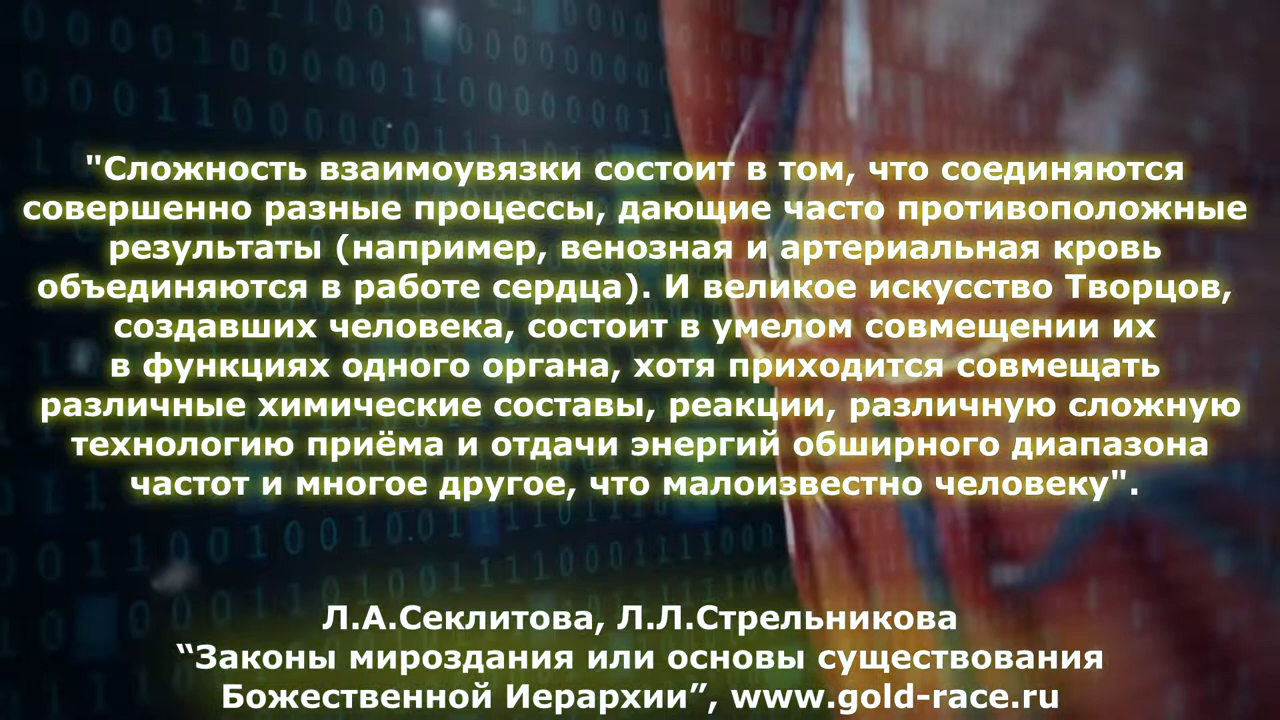 "Сложность взаимоувязки состоит в том, что соединяются
совершенно разные процессы, дающие часто противоположные
результаты (например, венозная и артериальная кровь
объединяются в работе сердца). И великое искусство Творцов,
создавших человека, состоит в умелом совмещении их
в функциях одного органа, хотя приходится совмещать
различные химические составы, реакции, различную сложную
технологию приёма и отдачи энергий обширного диапазона
частот и многое другое, что малоизвестно человеку".
Л.А.Секлитова, Л.Л.Стрельникова
“Законы мироздания или основы существования
Божественной Иерархии”, www.gold-race.ru